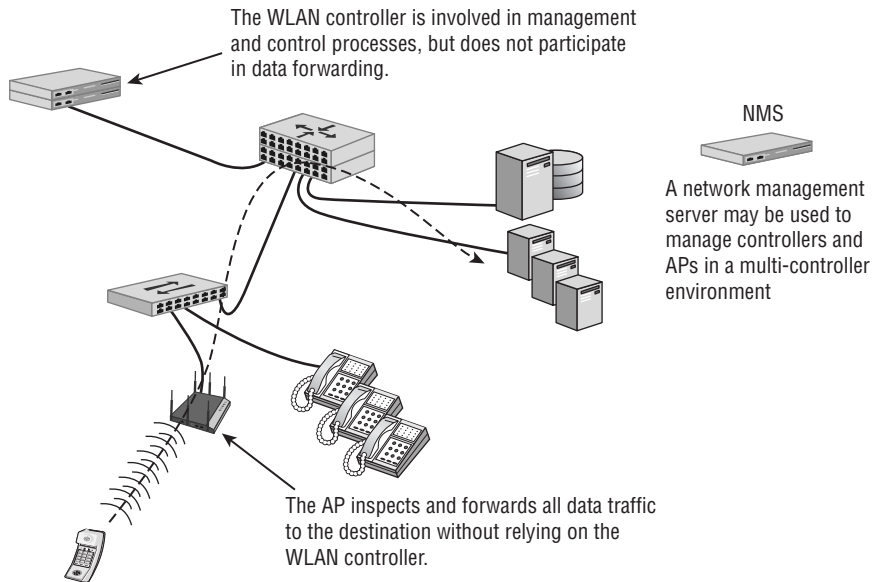 The WLAN controller is involved in management
and control processes, but does not participate
in data forwarding.
NMS
A network management
server may be used to
manage controllers and
APs in a multi-controller
environment
The AP inspects and forwards all data traffic
to the destination without relying on the
WLAN controller.